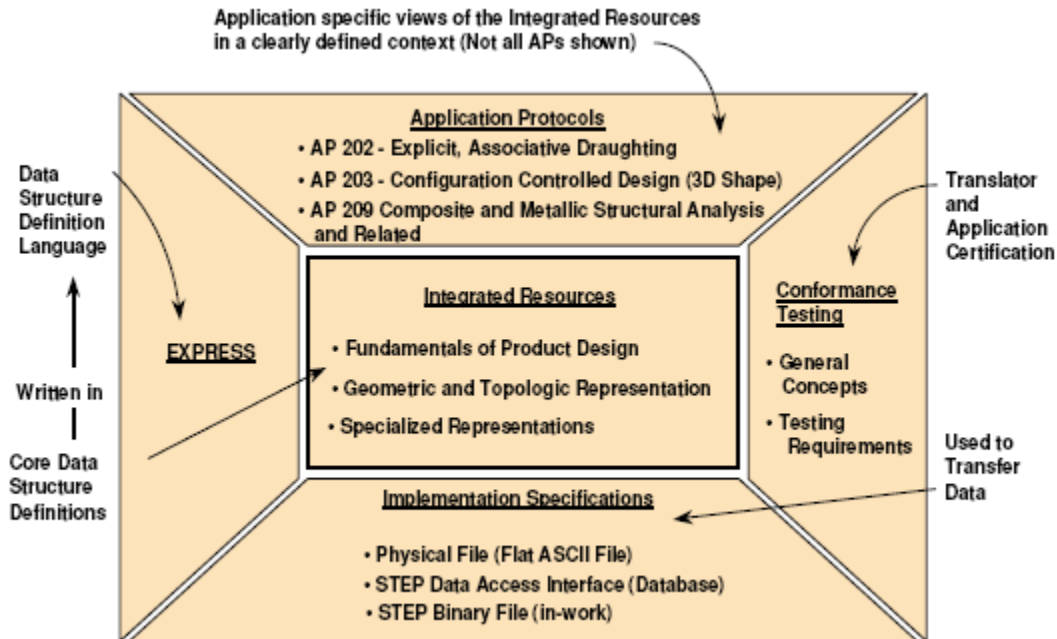 Application specific views of the Integrated Resources
in a clearly defined context (Not all APs shown)
Application Protocols
• AP 202 - Explicit, Associative Draughting
• AP 203 - Configuration Controlled Design (3D Shape)
• AP 209 Composite and Metallic Structural Analysis
and Related
Data
Structure
Definition
Language
Written in
Core Data
Structure
Definitions
EXPRESS
Integrated Resources
• Fundamentals of Product Design
• Geometric and Topologic Representation
• Specialized Representations
Conformance
Testing
• General
Concepts
• Testing
Requirements
Translator
and
Application
Certification
Used to
Transfer
Data
Implementation Specifications
• Physical File (Flat ASCII File)
• STEP Data Access Interface (Database)
• STEP Binary File (in-work)